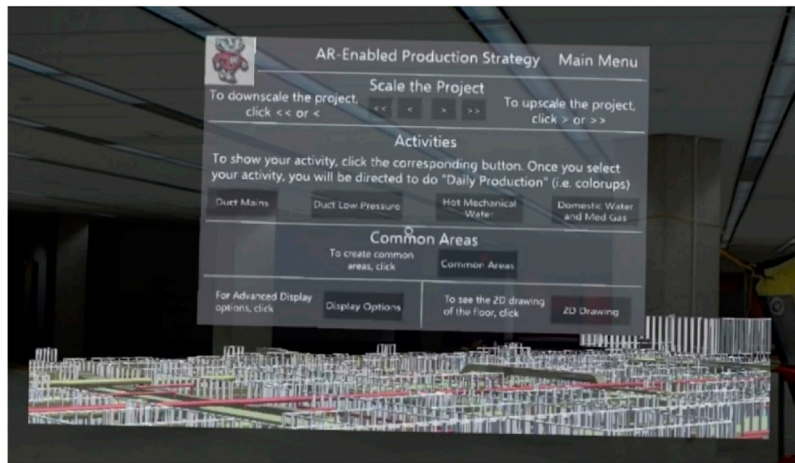 AR-Enabled Production Strategy Main Menu
Scale the Project
To downscale the project,
click << or <
<< < > >>
To upscale the project,
click > or >>
Activities
To show your activity, click the corresponding button. Once you select
your activity, you will be directed to do "Daily Production" (i.e. colorups)
Duct Mains
Duct Low Pressure
Hot Mechanical
Water
Domestic Water
and Med Gas
Common Areas
To create common
areas, click
Common Areas
For Advanced Display
options, click
Display Options
To see the 2D drawing
of the floor, click
2D Drawing